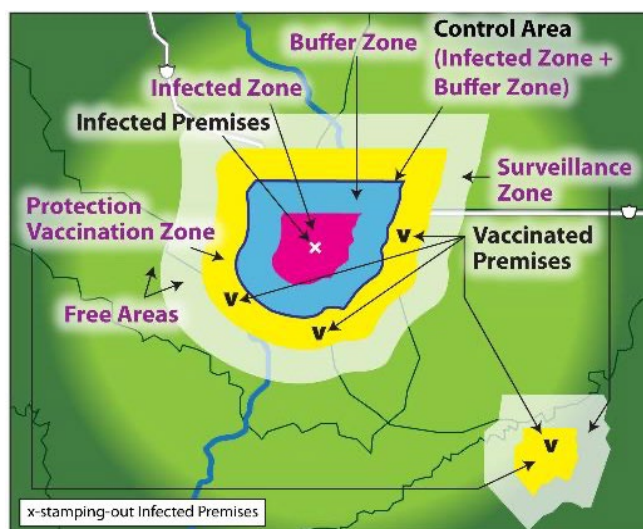 Control Area
(Infected Zone +
Buffer Zone)
Buffer Zone
Infected Zone
Infected Premises
Surveillance
Zone
Protection
Vaccination Zone
Vaccinated
Premises
Free Areas
x
v
v
v
v
x-stamping-out Infected Premises